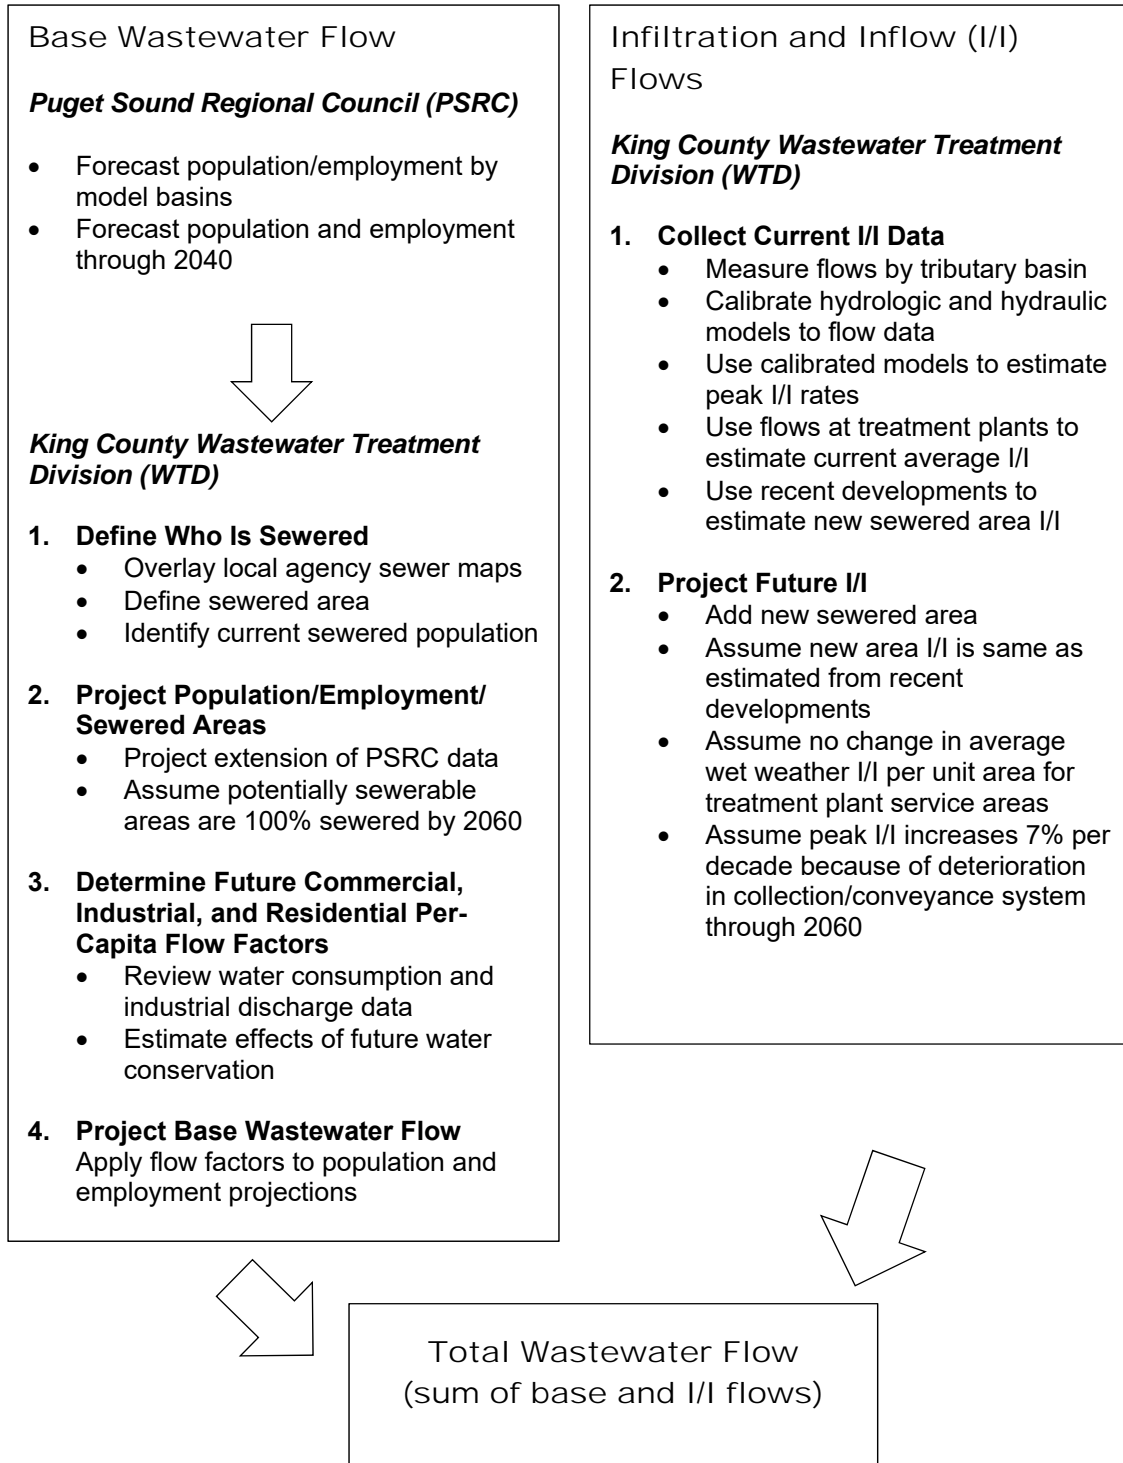 Base Wastewater Flow
Puget Sound Regional Council (PSRC)
• Forecast population/employment by
model basins
• Forecast population and employment
through 2040
King County Wastewater Treatment
Division (WTD)
1. Define Who Is Sewered
• Overlay local agency sewer maps
• Define sewered area
• Identify current sewered population
2. Project Population/Employment/
Sewered Areas
• Project extension of PSRC data
• Assume potentially sewerable
areas are 100% sewered by 2060
3. Determine Future Commercial,
Industrial, and Residential Per-
Capita Flow Factors
• Review water consumption and
industrial discharge data
• Estimate effects of future water
conservation
4. Project Base Wastewater Flow
Apply flow factors to population and
employment projections
Infiltration and Inflow (I/I)
Flows
King County Wastewater Treatment
Division (WTD)
1. Collect Current I/I Data
• Measure flows by tributary basin
• Calibrate hydrologic and hydraulic
models to flow data
• Use calibrated models to estimate
peak I/I rates
• Use flows at treatment plants to
estimate current average I/I
• Use recent developments to
estimate new sewered area I/I
2. Project Future I/I
• Add new sewered area
• Assume new area I/I is same as
estimated from recent
developments
• Assume no change in average
wet weather I/I per unit area for
treatment plant service areas
• Assume peak I/I increases 7% per
decade because of deterioration
in collection/conveyance system
through 2060
Total Wastewater Flow
(sum of base and I/I flows)